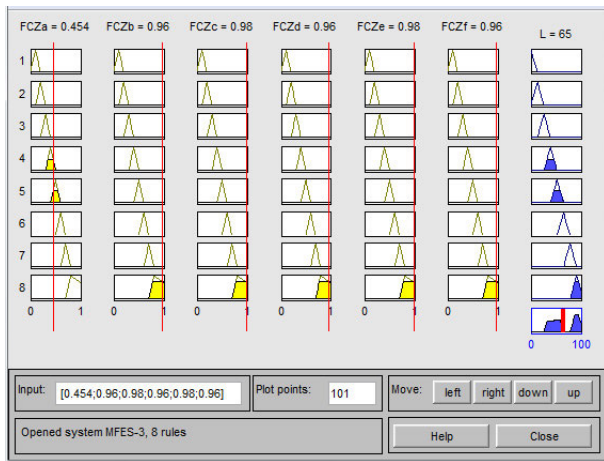 FCZa = 0.454 FCZb = 0.96 FCZc = 0.98 FCZd = 0.96 FCZe = 0.98 FCZf = 0.96 L = 65
1
2
3
4
5
6
7
8
0 1 0 1 0 1 0 1 0 1 0 1
0 100
Input: [0.454;0.96;0.98;0.96;0.98;0.96] Plot points: 101 Move: left right down up
Opened system MFES-3, 8 rules Help Close